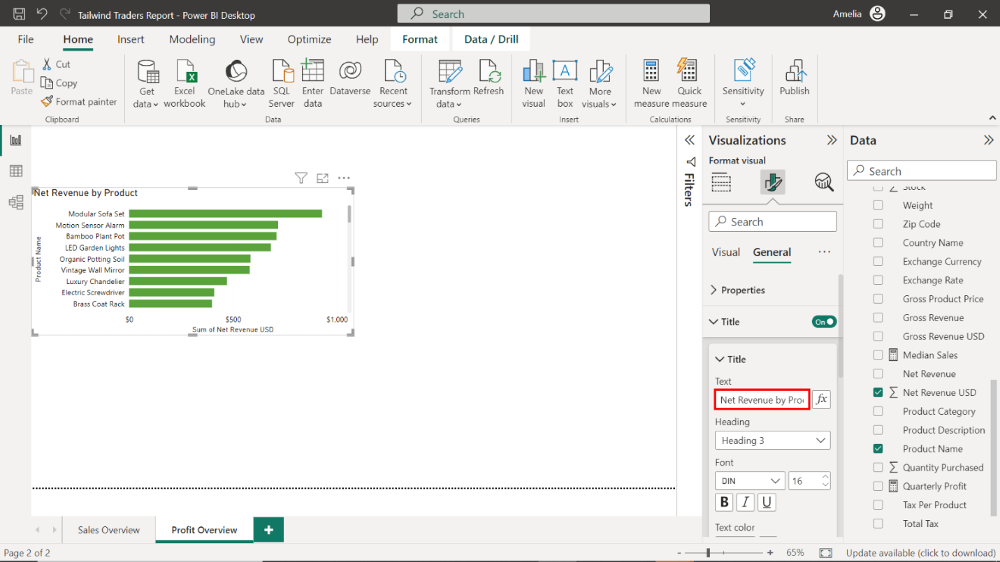 Tailwind Traders Report - Power BI Desktop
Search
Amelia
File Home Insert Modeling View Optimize Help Format Data / Drill
Paste
Cut
Copy
Format painter
Clipboard
Get data
Excel workbook
OneLake data hub
SQL Server
Enter data
Dataverse
Recent sources
Data
Transform data
Refresh
Queries
New visual
A
Text box
More visuals
Insert
New measure
Quick measure
Calculations
Sensitivity
Sensitivity
Publish
Share
Net Revenue by Product
Product Name
Modular Sofa Set
Motion Sensor Alarm
Bamboo Plant Pot
LED Garden Lights
Organic Potting Soil
Vintage Wall Mirror
Luxury Chandelier
Electric Screwdriver
Brass Coat Rack
$0 $500 $1.000
Sum of Net Revenue USD
Filters
Visualizations
Format visual
Search
Visual General
Properties
Title On
Title
Text
Net Revenue by Pro
fx
Heading
Heading 3
Font
DIN 16
B I U
Text color
Data
Search
Stock
Weight
Zip Code
Country Name
Exchange Currency
Exchange Rate
Gross Product Price
Gross Revenue
Gross Revenue USD
Median Sales
Net Revenue
Net Revenue USD
Product Category
Product Description
Product Name
Quantity Purchased
Quarterly Profit
Tax Per Product
Total Tax
Sales Overview Profit Overview +
Page 2 of 2
- + 65%
Update available (click to download)